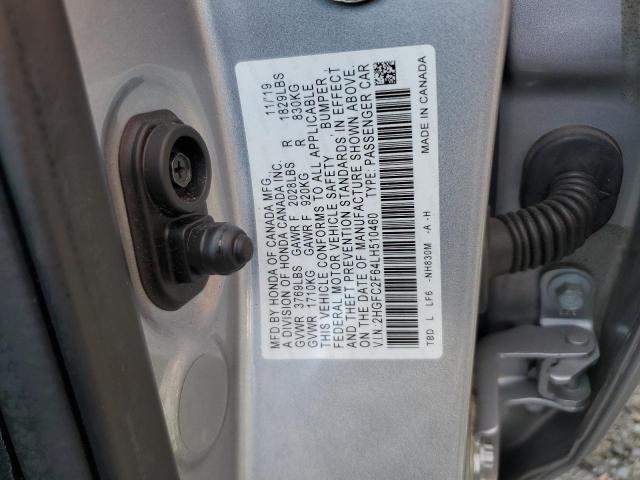 MFD.BY HONDA OF CANADA MFG., 11/'19
A DIVISION OF HONDA CANADA INC.
GVWR 3769LBS GAWR F 2028LBS R 1829LBS
GVWR 1710KG GAWR F 920KG R 830KG
THIS VEHICLE CONFORMS TO ALL APPLICABLE
FEDERAL MOTOR VEHICLE SAFETY, BUMPER,
AND THEFT PREVENTION STANDARDS IN EFFECT
ON THE DATE OF MANUFACTURE SHOWN ABOVE.
V.I.N.:2HGFC2F64LH510460 TYPE: PASSENGER CAR
TBD L LF6 -NH830M -A -H MADE IN CANADA